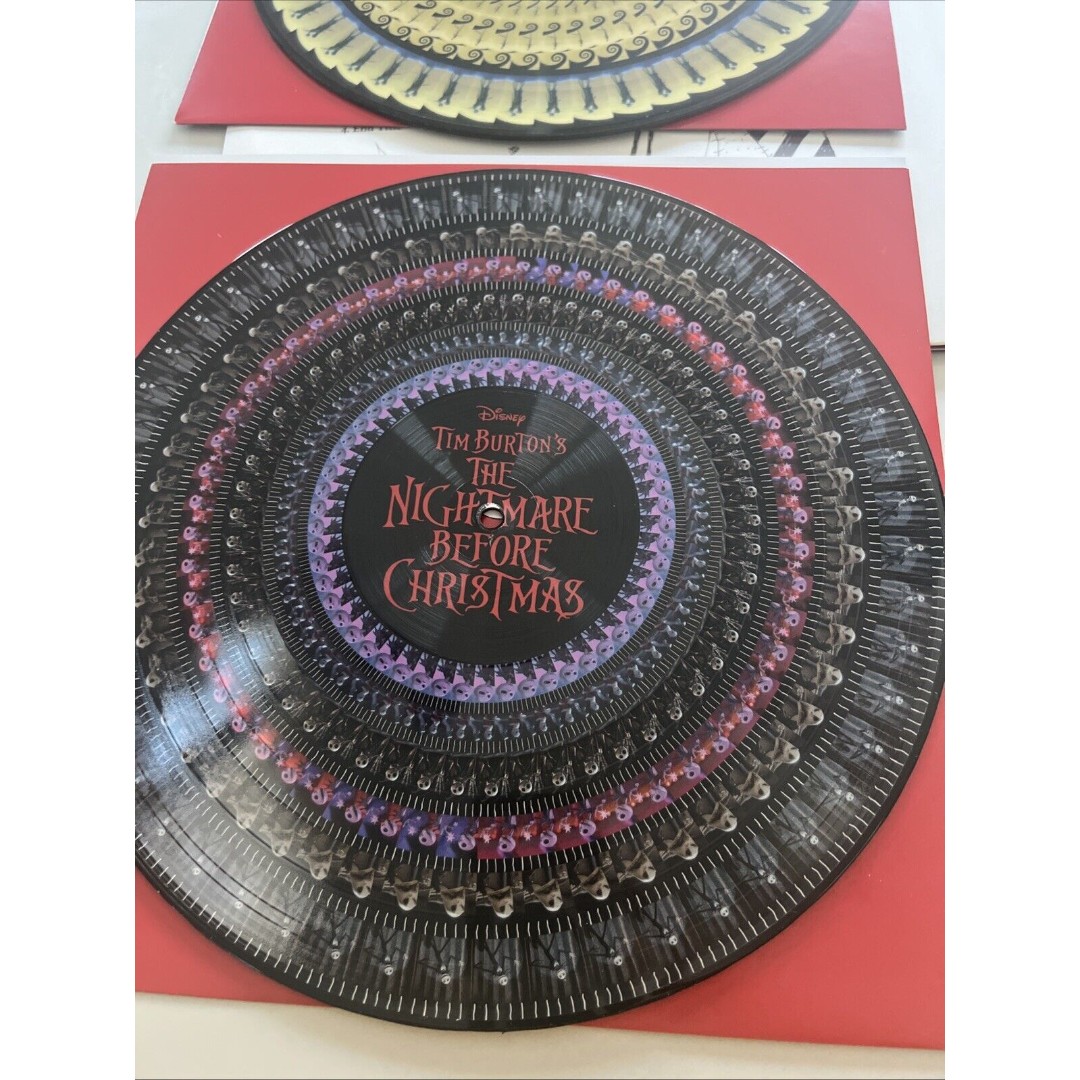 Disney
TIM BURTON'S
THE
NIGHTMARE
BEFORE
CHRISTMAS